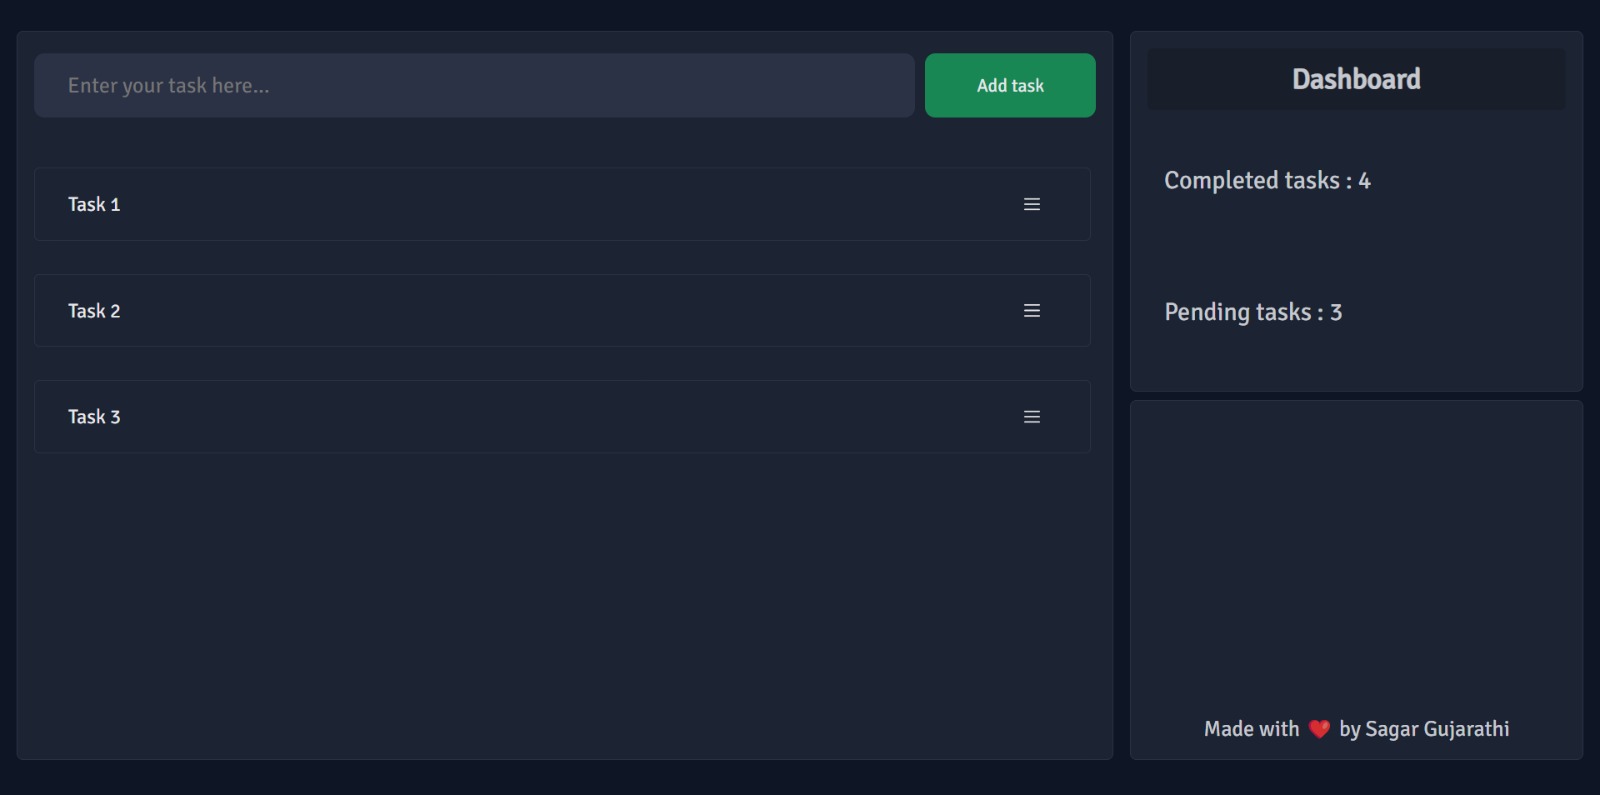 Enter your task here...
Add task
Task 1
Task 2
Task 3
Dashboard
Completed tasks : 4
Pending tasks : 3
Made with ❤️ by Sagar Gujarathi